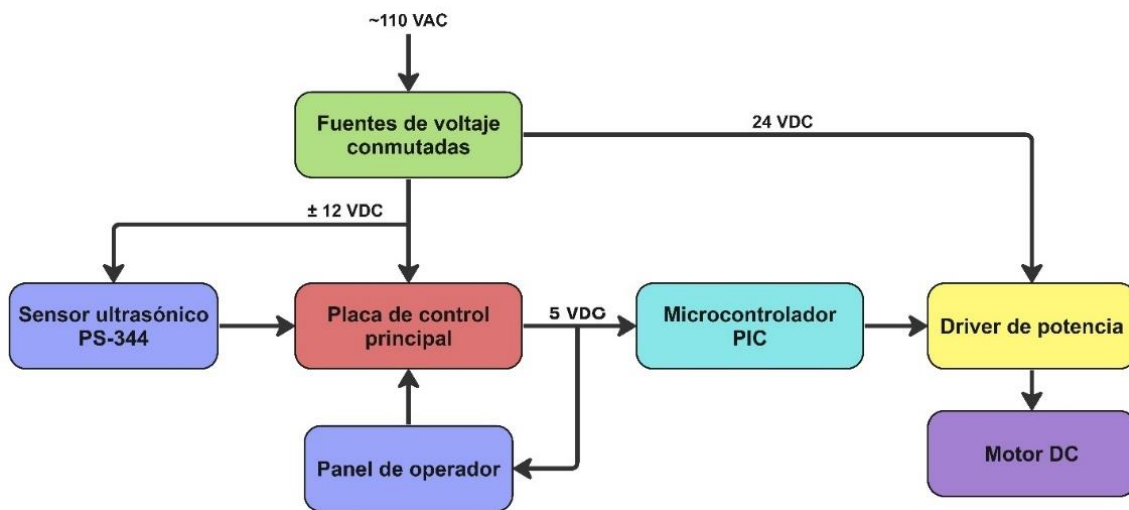 ~110 VAC
Fuentes de voltaje
conmutadas
24 VDC
± 12 VDC
Sensor ultrasónico
PS-344
Placa de control
principal
5 VDC
Microcontrolador
PIC
Driver de potencia
Panel de operador
Motor DC